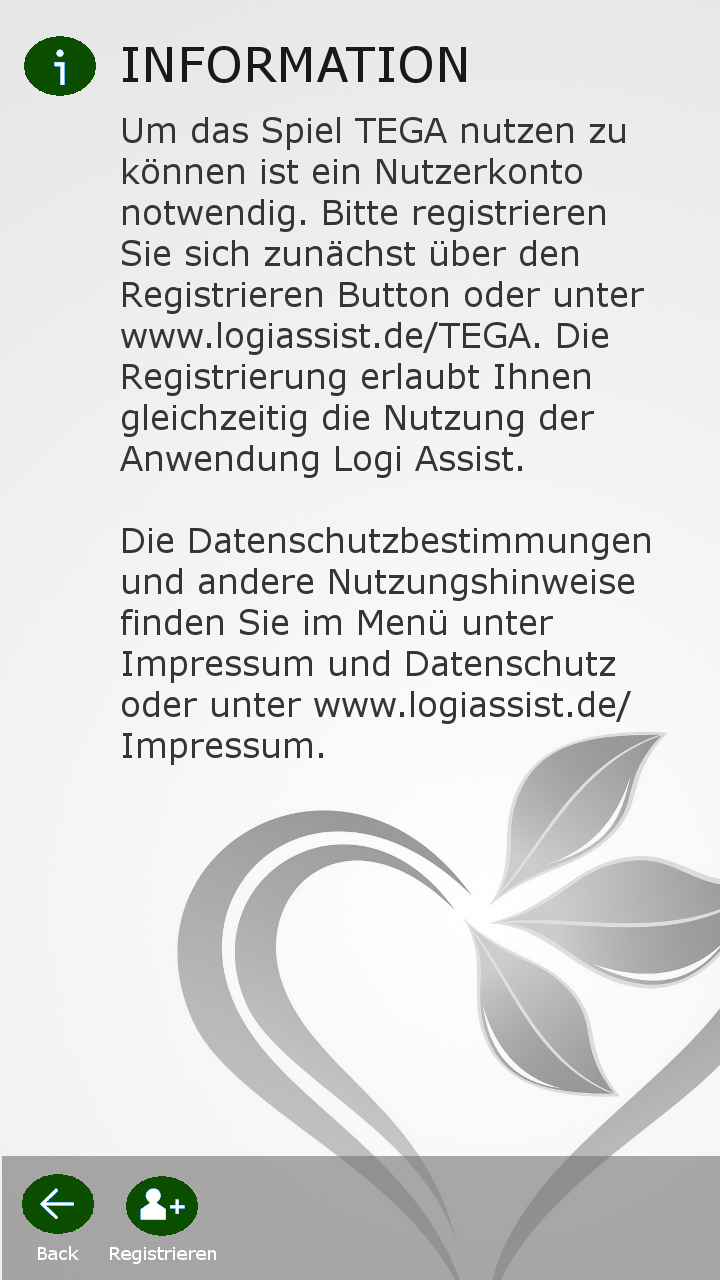 INFORMATION
Um das Spiel TEGA nutzen zu
können ist ein Nutzerkonto
notwendig. Bitte registrieren
Sie sich zunächst über den
Registrieren Button oder unter
www.logiassist.de/TEGA. Die
Registrierung erlaubt Ihnen
gleichzeitig die Nutzung der
Anwendung Logi Assist.
Die Datenschutzbestimmungen
und andere Nutzungshinweise
finden Sie im Menü unter
Impressum und Datenschutz
oder unter www.logiassist.de/
Impressum.
Back
Registrieren